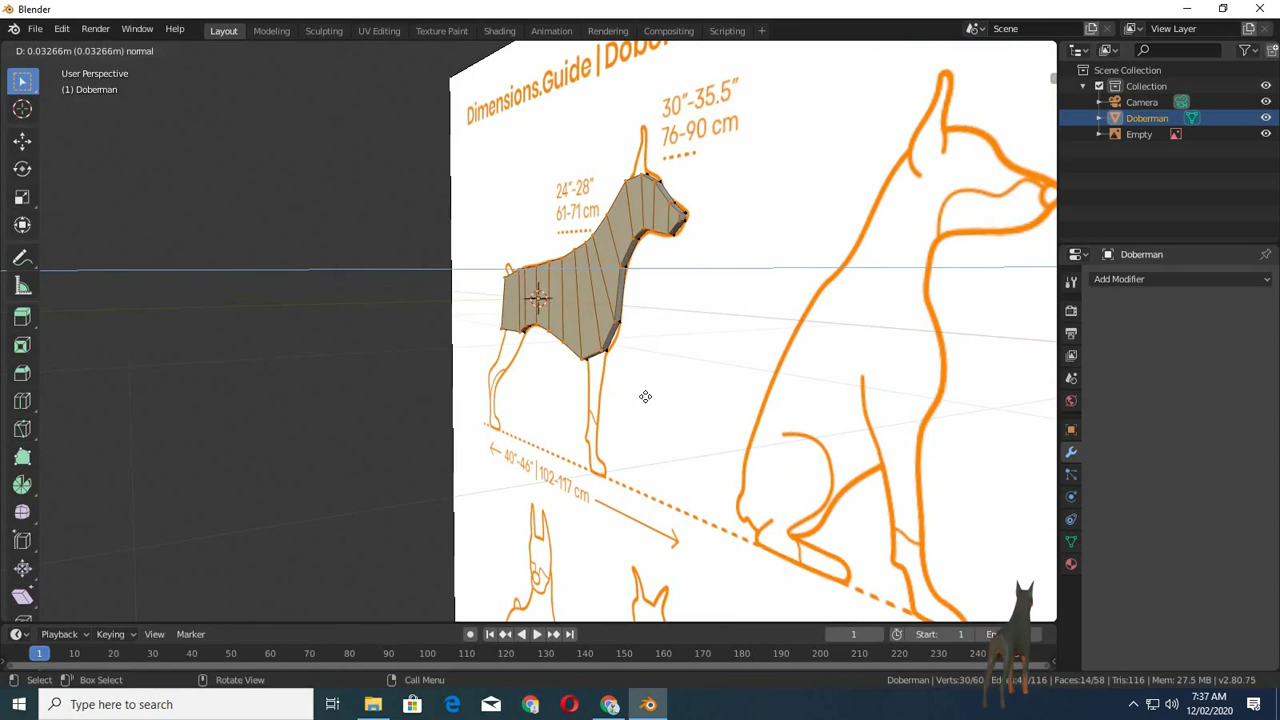 Blender
File Edit Render Window Help
Layout Modeling Sculpting UV Editing Texture Paint Shading Animation Rendering Compositing Scripting
Scene
View Layer
D: 0.03266m (0.03266m) normal
User Perspective
(1) Doberman
Dimensions.Guide |
30"-35.5"
76-90 cm
24"-28"
61-71 cm
40"-46" | 102-117 cm
Scene Collection
Collection
Camera
Doberman
Empty
Doberman
Add Modifier
Playback Keying View Marker
1 Start: 1
1 10 20 30 40 50 60 70 80 90 100 110 120 130 140 150 160 170 180 190 200 210 220 230 240
Select Box Select Rotate View Call Menu
Doberman | Verts:30/60 Faces:14/58 | Tris:116 | Mem: 27.5 MB | v2.80.75
Type here to search
7:37 AM
12/02/2020